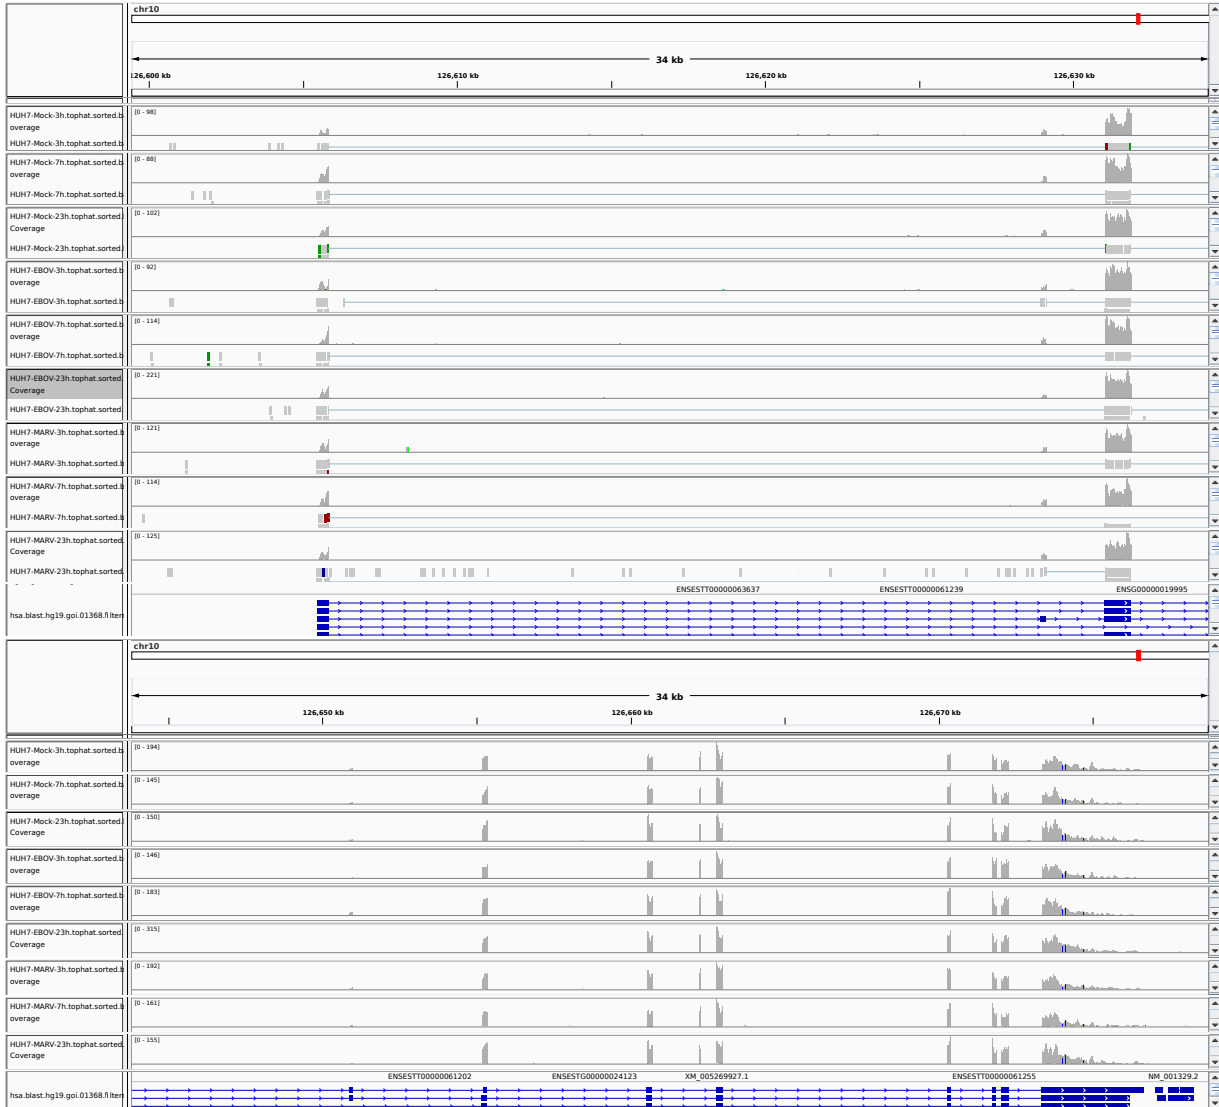 chr10
34 kb
126,600 kb 126,610 kb 126,620 kb 126,630 kb
HUH7-Mock-3h.tophat.sorted.b [0 - 98]
overage
HUH7-Mock-3h.tophat.sorted.b
HUH7-Mock-7h.tophat.sorted.b [0 - 88]
overage
HUH7-Mock-7h.tophat.sorted.b
HUH7-Mock-23h.tophat.sorted. [0 - 102]
Coverage
HUH7-Mock-23h.tophat.sorted.
HUH7-EBOV-3h.tophat.sorted.b [0 - 92]
overage
HUH7-EBOV-3h.tophat.sorted.b
HUH7-EBOV-7h.tophat.sorted.b [0 - 114]
overage
HUH7-EBOV-7h.tophat.sorted.b
HUH7-EBOV-23h.tophat.sorted. [0 - 221]
Coverage
HUH7-EBOV-23h.tophat.sorted.
HUH7-MARV-3h.tophat.sorted.b [0 - 121]
overage
HUH7-MARV-3h.tophat.sorted.b
HUH7-MARV-7h.tophat.sorted.b [0 - 114]
overage
HUH7-MARV-7h.tophat.sorted.b
HUH7-MARV-23h.tophat.sorted. [0 - 125]
Coverage
HUH7-MARV-23h.tophat.sorted.
ENSESTT00000063637 ENSESTT00000061239 ENSG00000019995
hsa.blast.hg19.goi.01368.filtere
chr10
34 kb
126,650 kb 126,660 kb 126,670 kb
HUH7-Mock-3h.tophat.sorted.b [0 - 194]
overage
HUH7-Mock-7h.tophat.sorted.b [0 - 145]
overage
HUH7-Mock-23h.tophat.sorted. [0 - 150]
Coverage
HUH7-EBOV-3h.tophat.sorted.b [0 - 146]
overage
HUH7-EBOV-7h.tophat.sorted.b [0 - 183]
overage
HUH7-EBOV-23h.tophat.sorted. [0 - 315]
Coverage
HUH7-MARV-3h.tophat.sorted.b [0 - 192]
overage
HUH7-MARV-7h.tophat.sorted.b [0 - 161]
overage
HUH7-MARV-23h.tophat.sorted. [0 - 155]
Coverage
ENSESTT00000061202 ENSESTG00000024123 XM_005269927.1 ENSESTT00000061255 NM_001329.2
hsa.blast.hg19.goi.01368.filtere